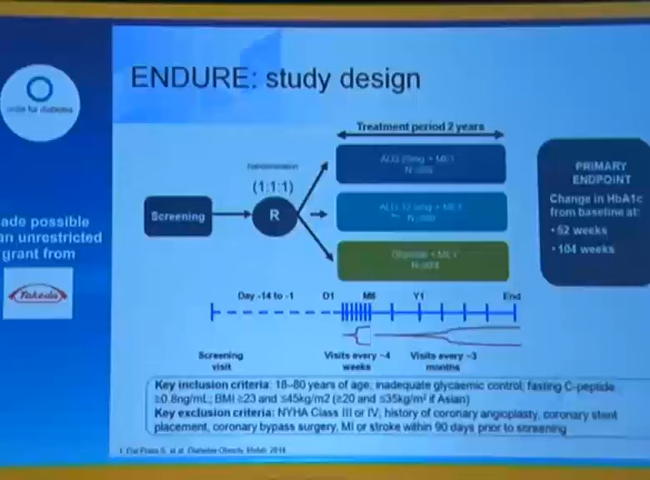 ENDURE: study design
Treatment period 2 years
(1:1:1)
Screening
R
PRIMARY
ENDPOINT
Change in HbA1c
from baseline at:
• 52 weeks
• 104 weeks
ade possible
an unrestricted
grant from
Takeda
Day -14 to -1
D1
M6
Y1
End
Screening
visit
Visits every ~4
weeks
Visits every ~3
months
Key inclusion criteria: 18–80 years of age; inadequate glycaemic control; fasting C-peptide
≥0.8ng/mL; BMI ≥23 and ≤45kg/m2 (≥20 and ≤35kg/m² if Asian)
Key exclusion criteria: NYHA Class III or IV; history of coronary angioplasty, coronary stent
placement, coronary bypass surgery, MI or stroke within 90 days prior to screening